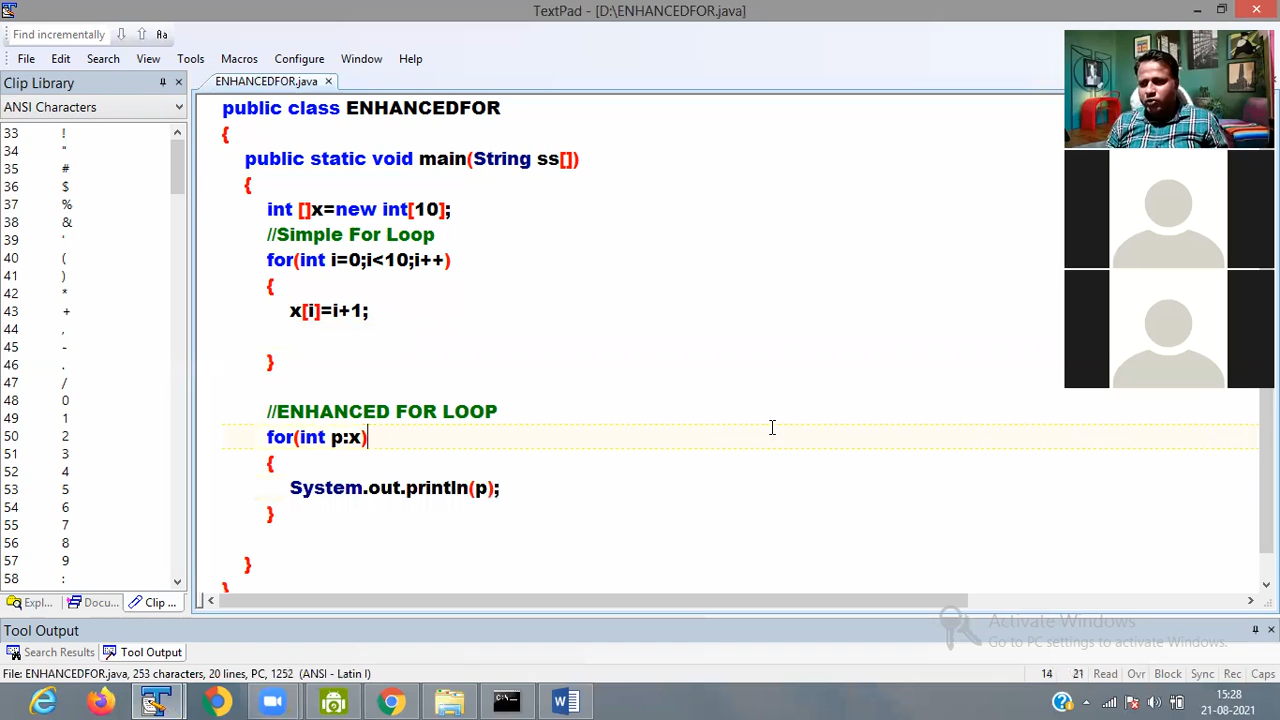 TextPad - [D:\ENHANCEDFOR.java]
Find incrementally
Aa
File Edit Search View Tools Macros Configure Window Help
Clip Library
ENHANCEDFOR.java
ANSI Characters
33 !
34 "
35 #
36 $
37 %
38 &
39 '
40 (
41 )
42 *
43 +
44 ,
45 -
46 .
47 /
48 0
49 1
50 2
51 3
52 4
53 5
54 6
55 7
56 8
57 9
58 :
public class ENHANCEDFOR
{
public static void main(String ss[])
{
int []x=new int[10];
//Simple For Loop
for(int i=0;i<10;i++)
{
x[i]=i+1;
}
//ENHANCED FOR LOOP
for(int p:x)
{
System.out.println(p);
}
}
}
Expl... Docu... Clip ...
Activate Windows
Go to PC settings to activate Windows.
Tool Output
Search Results Tool Output
File: ENHANCEDFOR.java, 253 characters, 20 lines, PC, 1252 (ANSI - Latin I)
14 21 Read Ovr Block Sync Rec Caps
15:28
21-08-2021